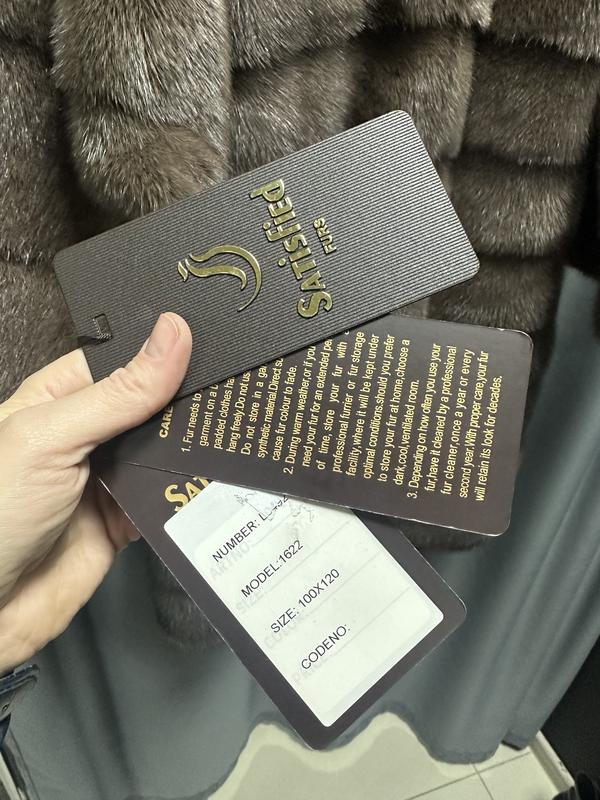 SATISFIED
FURS
CARE
1. Fur needs to
garment on a
padded clothes
hang freely.Do not
Do not store in a
synthetic material.Direct
cause fur colour to fade.
2. During warm weather,or if you
need your fur for an extended
of time, store your fur with
professional furrier or fur storage
facility,where it will be kept under
optimal conditions.should you prefer
to store your fur at home,choose a
dark,cool,ventilated room.
3. Depending on how often you use your
fur have it cleaned by a professional
fur cleaner,once a year or every
second year.With proper care,your fur
will retain its look for decades.
NUMBER:
MODEL:1622
SIZE: 100X120
CODENO: